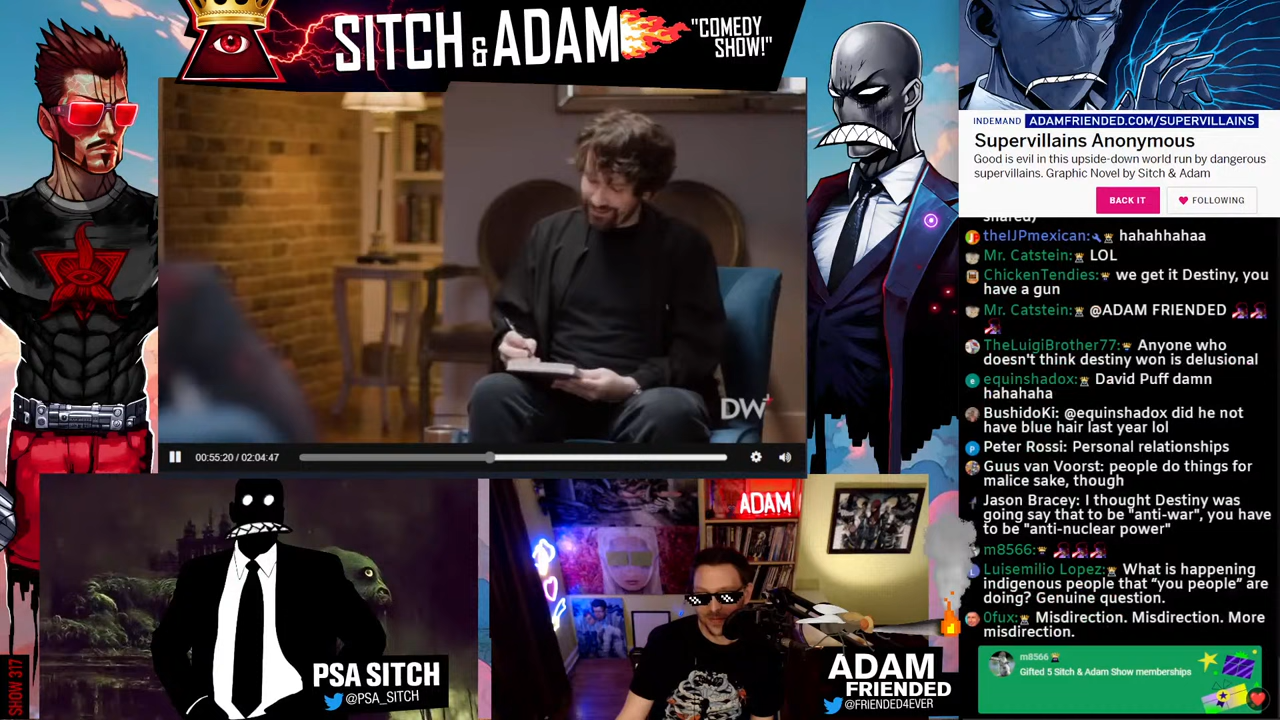 SITCH & ADAM
"COMEDY
SHOW!"
DW+
00:55:20 / 02:04:47
ADAM
PSA SITCH
@PSA_SITCH
ADAM
FRIENDED
@FRIENDED4EVER
SHOW 317
INDEMAND ADAMFRIENDED.COM/SUPERVILLAINS
Supervillains Anonymous
Good is evil in this upside-down world run by dangerous
supervillains. Graphic Novel by Sitch & Adam
BACK IT
FOLLOWING
shared)
theIJPmexican: hahahhahaa
Mr. Catstein: LOL
ChickenTendies: we get it Destiny, you
have a gun
Mr. Catstein: @ADAM FRIENDED
TheLuigiBrother77: Anyone who
doesn't think destiny won is delusional
equinshadox: David Puff damn
hahahaha
BushidoKi: @equinshadox did he not
have blue hair last year lol
Peter Rossi: Personal relationships
Guus van Voorst: people do things for
malice sake, though
Jason Bracey: I thought Destiny was
going say that to be "anti-war", you have
to be "anti-nuclear power"
m8566:
Luisemilio Lopez: What is happening
indigenous people that “you people” are
doing? Genuine question.
0fux: Misdirection. Misdirection. More
misdirection.
m8566
Gifted 5 Sitch & Adam Show memberships